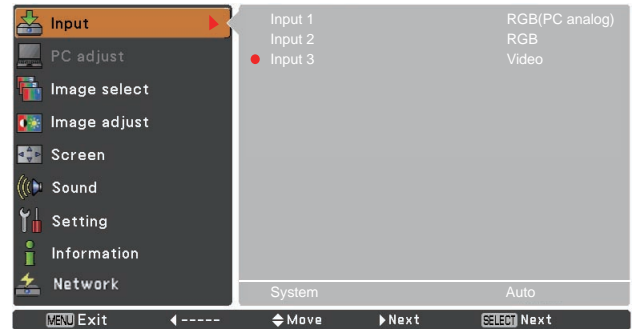 Input
PC adjust
Image select
Image adjust
Screen
Sound
Setting
Information
Network
Input 1 RGB(PC analog)
Input 2 RGB
Input 3 Video
System Auto
MENU Exit ----- Move Next SELECT Next